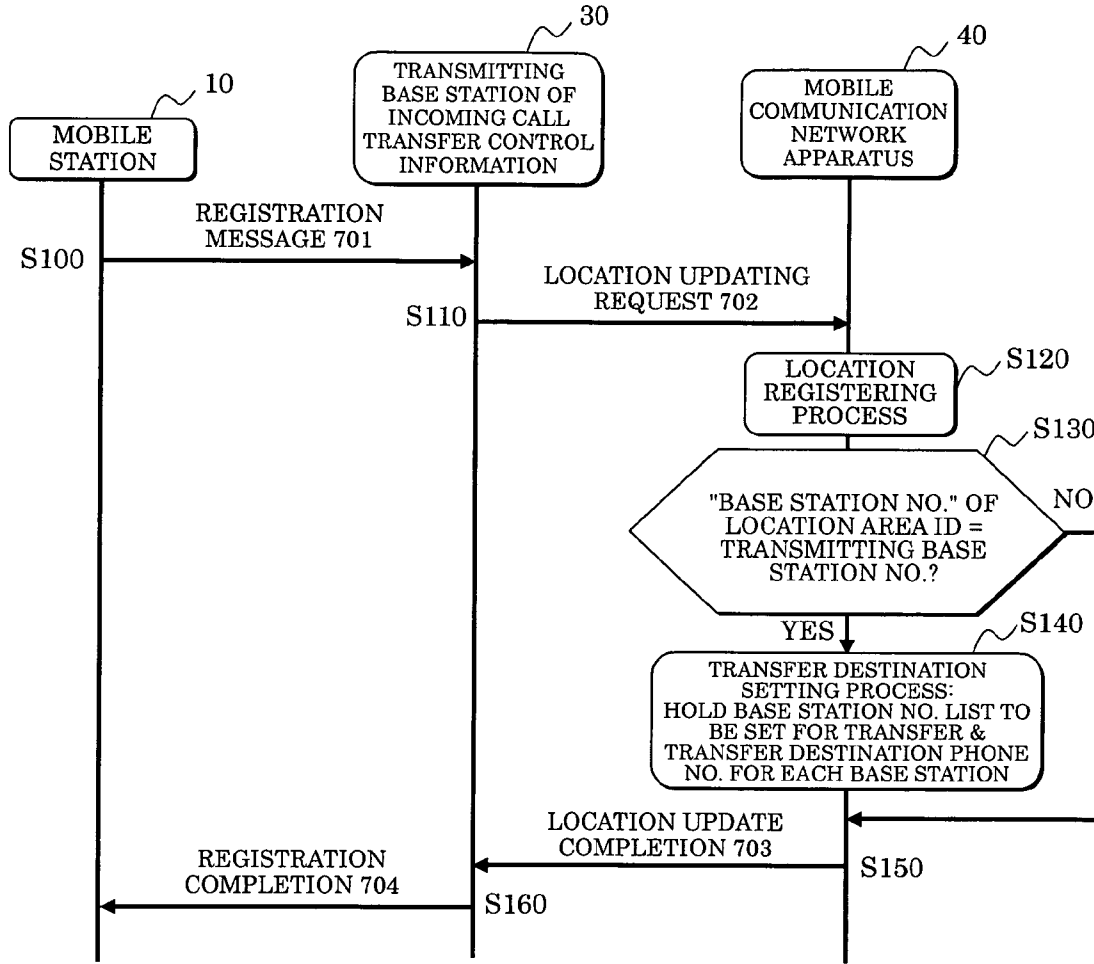 10
30
40
MOBILE
STATION
TRANSMITTING
BASE STATION OF
INCOMING CALL
TRANSFER CONTROL
INFORMATION
MOBILE
COMMUNICATION
NETWORK
APPARATUS
REGISTRATION
MESSAGE 701
S100
LOCATION UPDATING
REQUEST 702
S110
LOCATION
REGISTERING
PROCESS
S120
S130
"BASE STATION NO." OF
LOCATION AREA ID =
TRANSMITTING BASE
STATION NO.?
NO
YES
S140
TRANSFER DESTINATION
SETTING PROCESS:
HOLD BASE STATION NO. LIST TO
BE SET FOR TRANSFER &
TRANSFER DESTINATION PHONE
NO. FOR EACH BASE STATION
LOCATION UPDATE
COMPLETION 703
S150
REGISTRATION
COMPLETION 704
S160